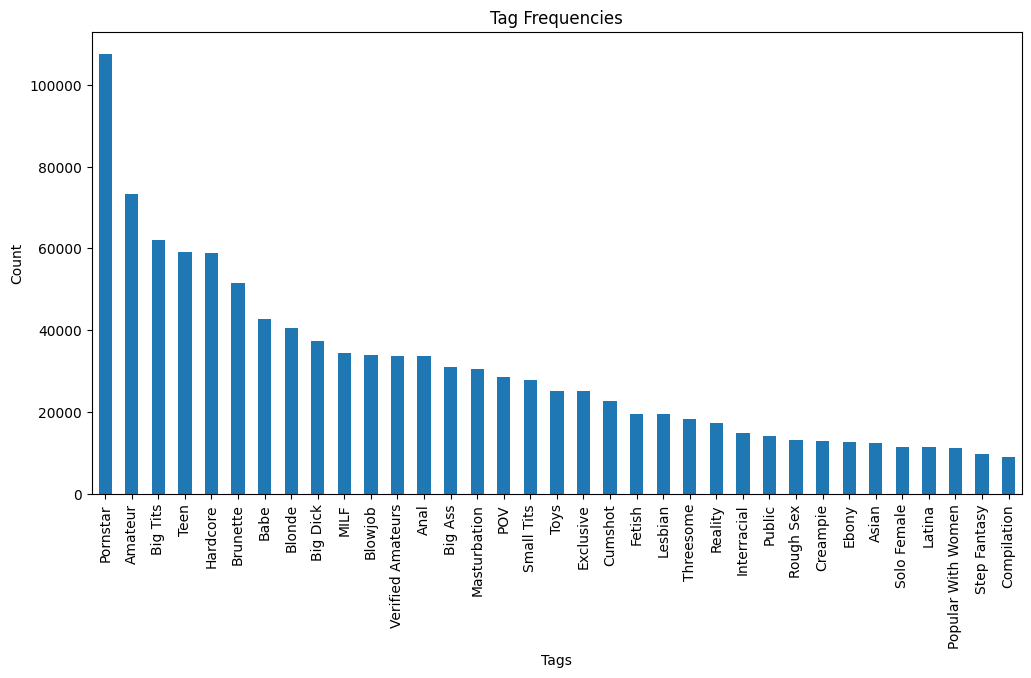 Tag Frequencies
Count
100000
80000
60000
40000
20000
0
Pornstar
Amateur
Big Tits
Teen
Hardcore
Brunette
Babe
Blonde
Big Dick
MILF
Blowjob
Verified Amateurs
Anal
Big Ass
Masturbation
POV
Small Tits
Toys
Exclusive
Cumshot
Fetish
Lesbian
Threesome
Reality
Interracial
Public
Rough Sex
Creampie
Ebony
Asian
Solo Female
Latina
Popular With Women
Step Fantasy
Compilation
Tags